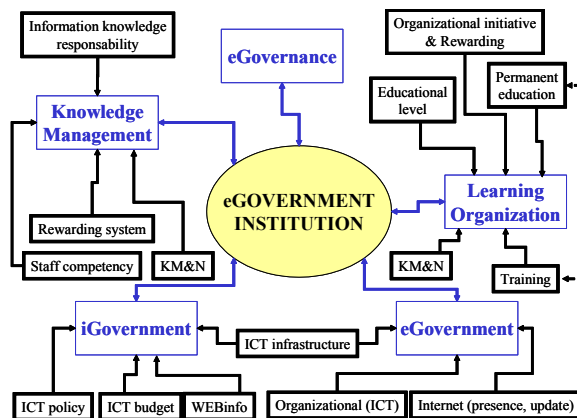 Information knowledge
responsability
eGovernance
Organizational initiative
& Rewarding
Permanent
education
Educational
level
Knowledge
Management
eGOVERNMENT
INSTITUTION
Learning
Organization
Rewarding system
KM&N
Staff competency
KM&N
Training
iGovernment
ICT infrastructure
eGovernment
ICT policy
ICT budget
WEBinfo
Organizational (ICT)
Internet (presence, update)